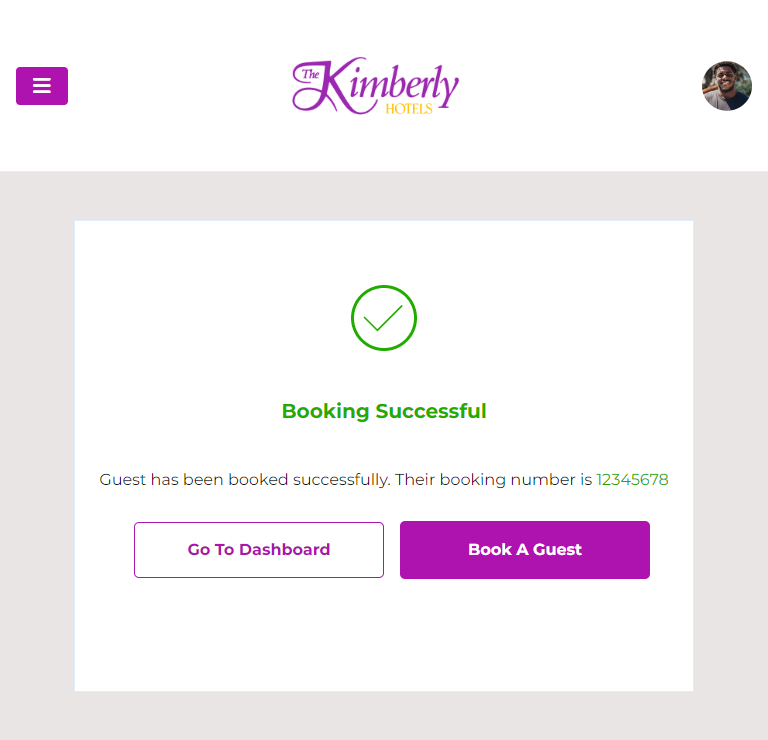 The Kimberly
HOTELS
Booking Successful
Guest has been booked successfully. Their booking number is 12345678
Go To Dashboard
Book A Guest